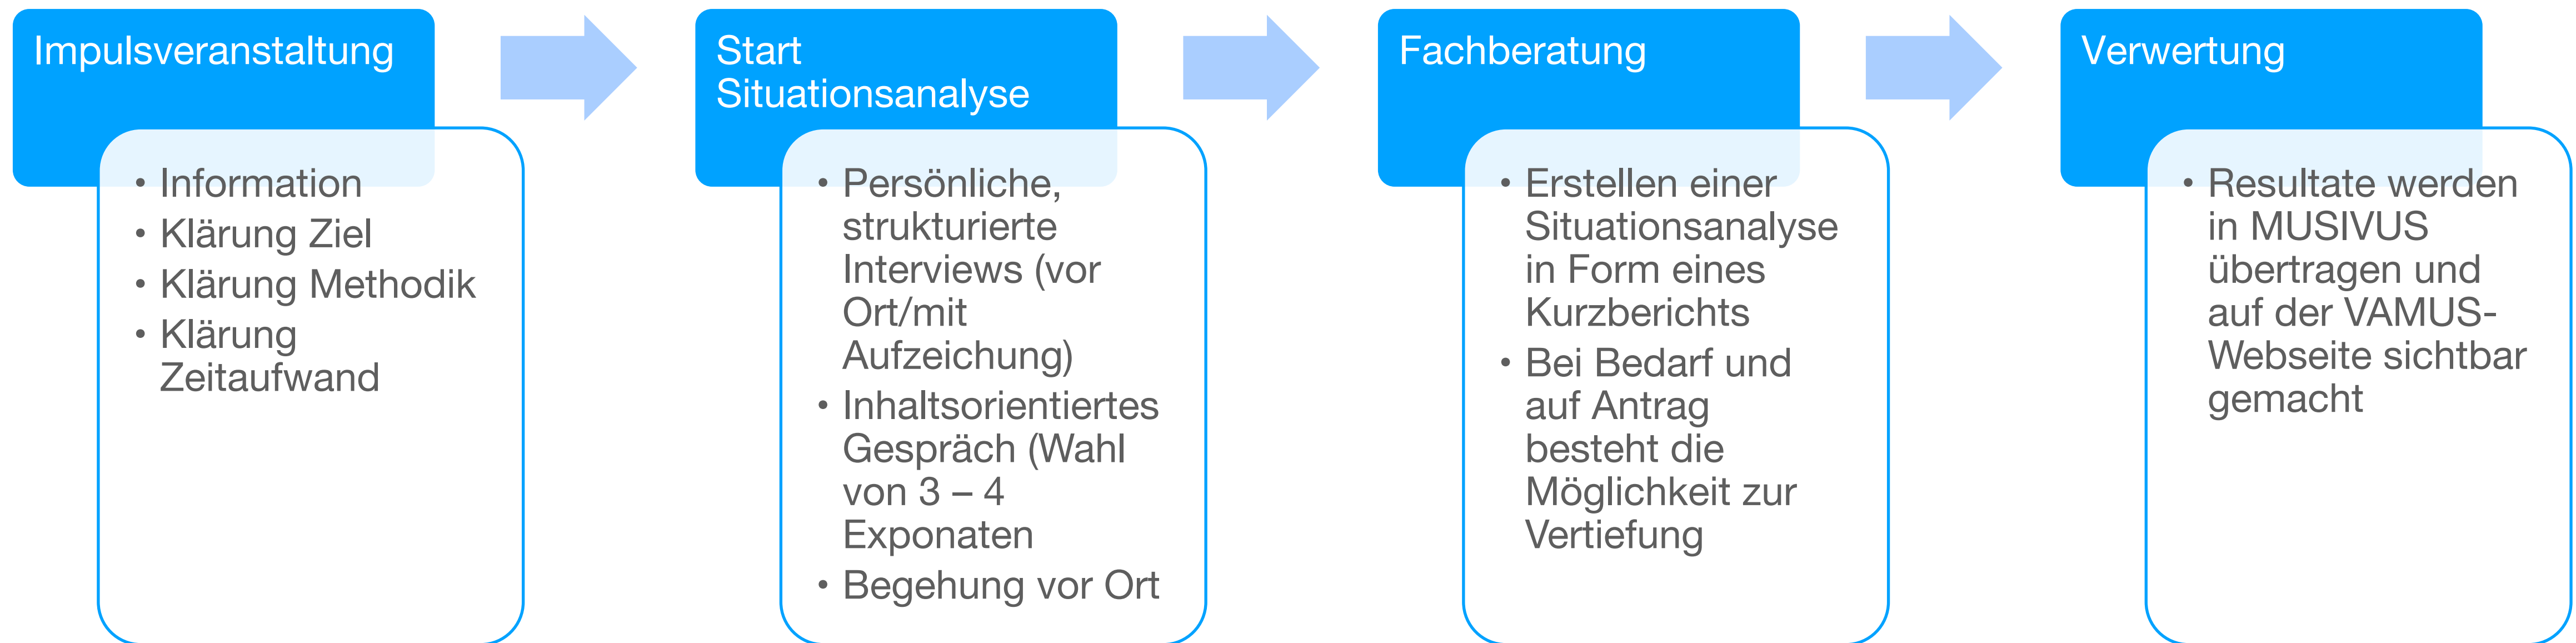 Impulsveranstaltung
• Information
• Klärung Ziel
• Klärung Methodik
• Klärung
Zeitaufwand
Start
Situationsanalyse
• Persönliche,
strukturierte
Interviews (vor
Ort/mit
Aufzeichung)
• Inhaltsorientiertes
Gespräch (Wahl
von 3 – 4
Exponaten
• Begehung vor Ort
Fachberatung
• Erstellen einer
Situationsanalyse
in Form eines
Kurzberichts
• Bei Bedarf und
auf Antrag
besteht die
Möglichkeit zur
Vertiefung
Verwertung
• Resultate werden
in MUSIVUS
übertragen und
auf der VAMUS-
Webseite sichtbar
gemacht